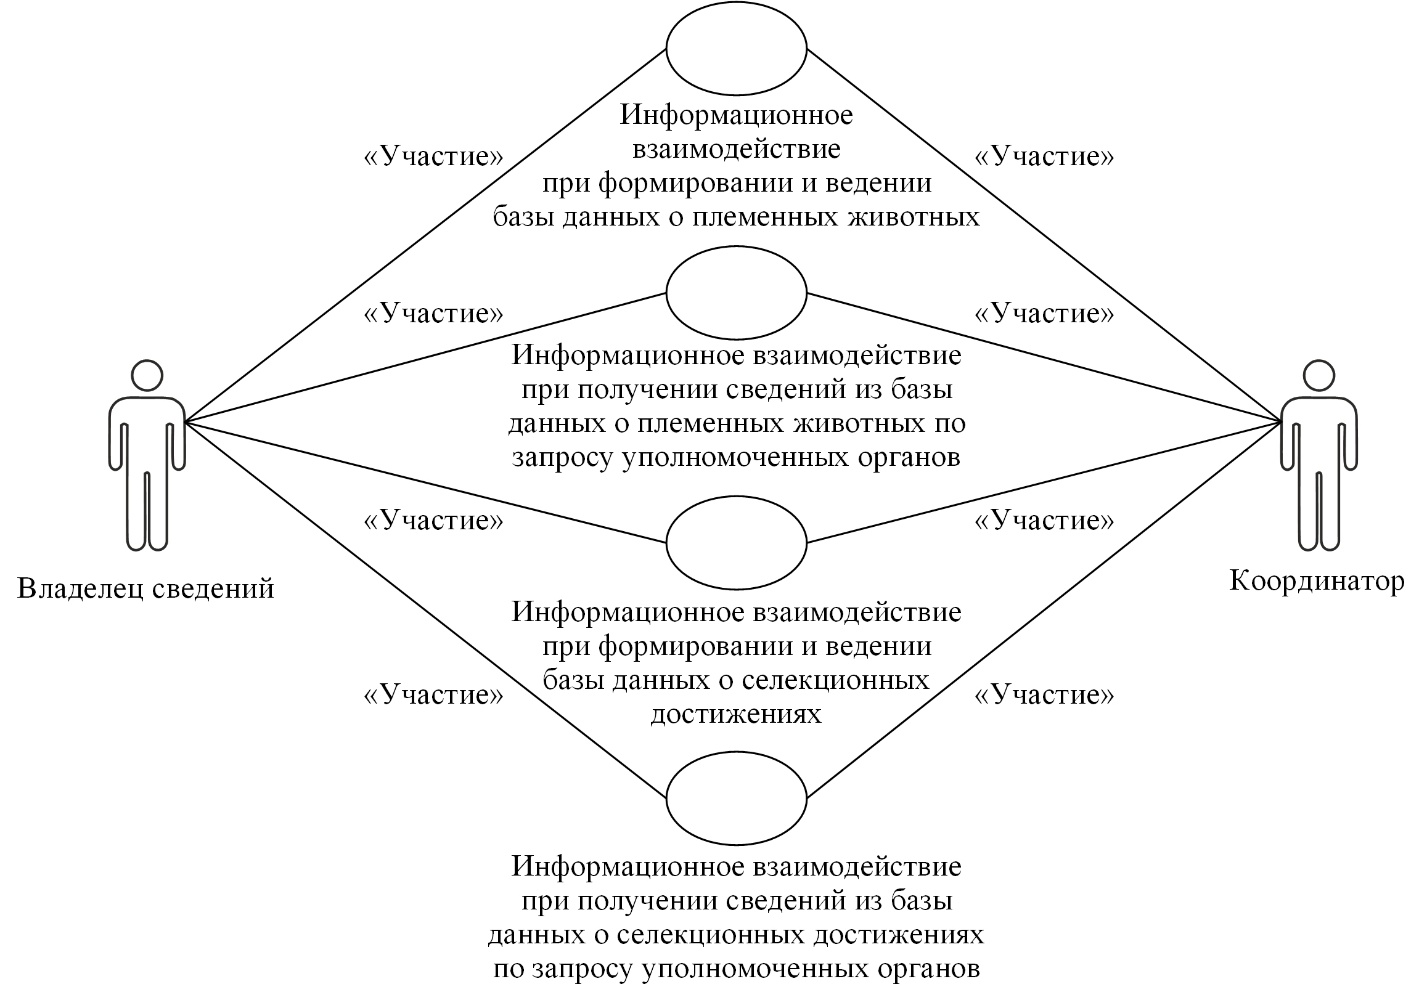 Информационное
взаимодействие
при формировании и ведении
базы данных о племенных животных
«Участие»
«Участие»
«Участие»
«Участие»
Информационное взаимодействие
при получении сведений из базы
данных о племенных животных по
запросу уполномоченных органов
«Участие»
«Участие»
Владелец сведений
Координатор
Информационное взаимодействие
при формировании и ведении
базы данных о селекционных
достижениях
«Участие»
«Участие»
Информационное взаимодействие
при получении сведений из базы
данных о селекционных достижениях
по запросу уполномоченных органов